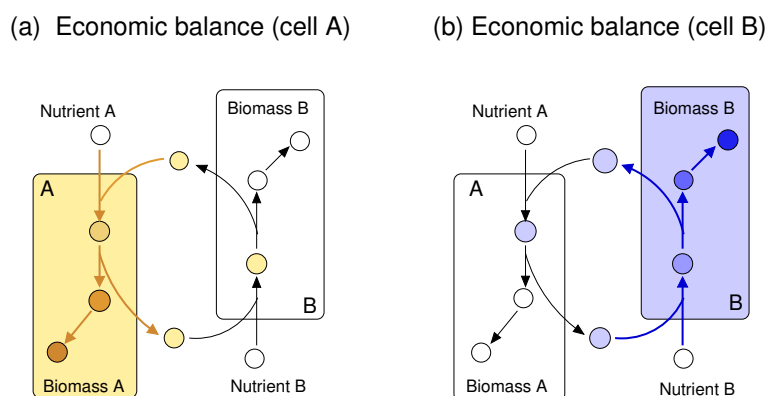 (a) Economic balance (cell A)
(b) Economic balance (cell B)
Nutrient A
Biomass B
A
B
Biomass A
Nutrient B
Nutrient A
Biomass B
A
B
Biomass A
Nutrient B